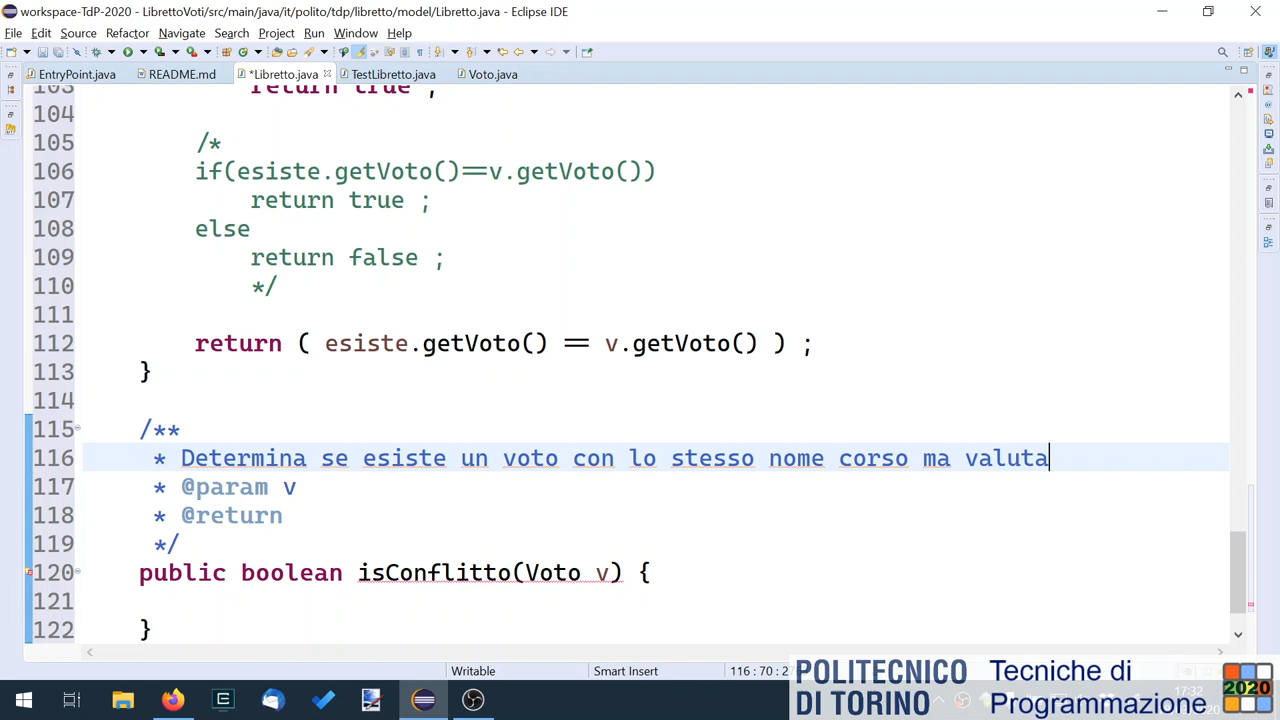 workspace-TdP-2020 - LibrettoVoti/src/main/java/it/polito/tdp/libretto/model/Libretto.java - Eclipse IDE
File Edit Source Refactor Navigate Search Project Run Window Help
EntryPoint.java README.md *Libretto.java TestLibretto.java Voto.java
103 return true ;
104
105 /*
106 if(esiste.getVoto()==v.getVoto())
107 return true ;
108 else
109 return false ;
110 */
111
112 return ( esiste.getVoto() == v.getVoto() ) ;
113 }
114
115 /**
116 * Determina se esiste un voto con lo stesso nome corso ma valuta
117 * @param v
118 * @return
119 */
120 public boolean isConflitto(Voto v) {
121
122 }
Writable Smart Insert 116 : 70 : 2
POLITECNICO DI TORINO
Tecniche di Programmazione
2020
17:32